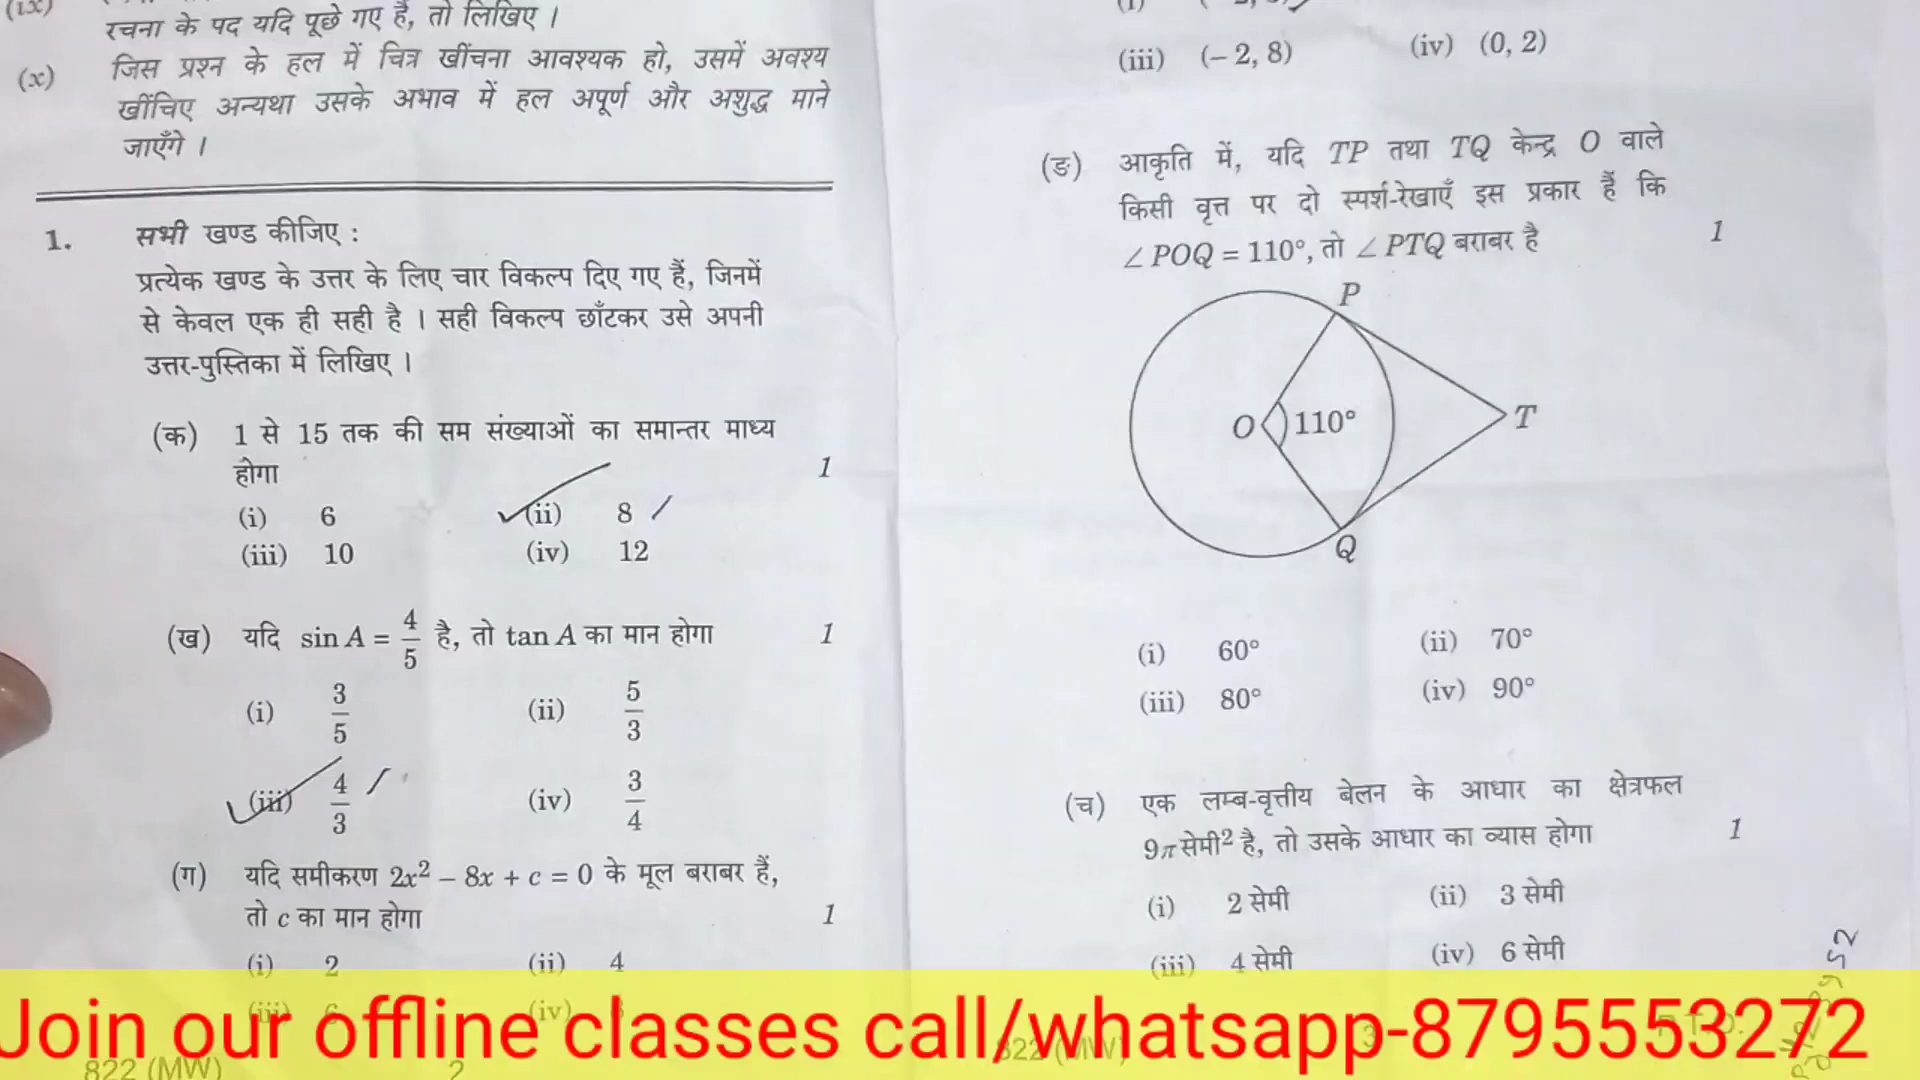 (ix)
रचना के पद यदि पूछे गए हैं, तो लिखिए ।
(x) जिस प्रश्न के हल में चित्र खींचना आवश्यक हो, उसमें अवश्य
खींचिए अन्यथा उसके अभाव में हल अपूर्ण और अशुद्ध माने
जाएँगे ।
1. सभी खण्ड कीजिए :
प्रत्येक खण्ड के उत्तर के लिए चार विकल्प दिए गए हैं, जिनमें
से केवल एक ही सही है । सही विकल्प छाँटकर उसे अपनी
उत्तर-पुस्तिका में लिखिए ।
(क) 1 से 15 तक की सम संख्याओं का समान्तर माध्य
होगा 1
(i) 6 (ii) 8
(iii) 10 (iv) 12
(ख) यदि sin A = 4/5 है, तो tan A का मान होगा 1
(i) 3/5 (ii) 5/3
(iii) 4/3 (iv) 3/4
(ग) यदि समीकरण 2x² – 8x + c = 0 के मूल बराबर हैं,
तो c का मान होगा 1
(i) 2 (ii) 4
(iii) 6 (iv) 8
822 (MW) 2
(iii) (– 2, 8) (iv) (0, 2)
(ङ) आकृति में, यदि TP तथा TQ केन्द्र O वाले
किसी वृत्त पर दो स्पर्श-रेखाएँ इस प्रकार हैं कि
∠ POQ = 110°, तो ∠ PTQ बराबर है 1
P
O 110° T
Q
(i) 60° (ii) 70°
(iii) 80° (iv) 90°
(च) एक लम्ब-वृत्तीय बेलन के आधार का क्षेत्रफल
9π सेमी² है, तो उसके आधार का व्यास होगा 1
(i) 2 सेमी (ii) 3 सेमी
(iii) 4 सेमी (iv) 6 सेमी
822 (MW) 3 P.T.O.
Join our offline classes call/whatsapp-8795553272